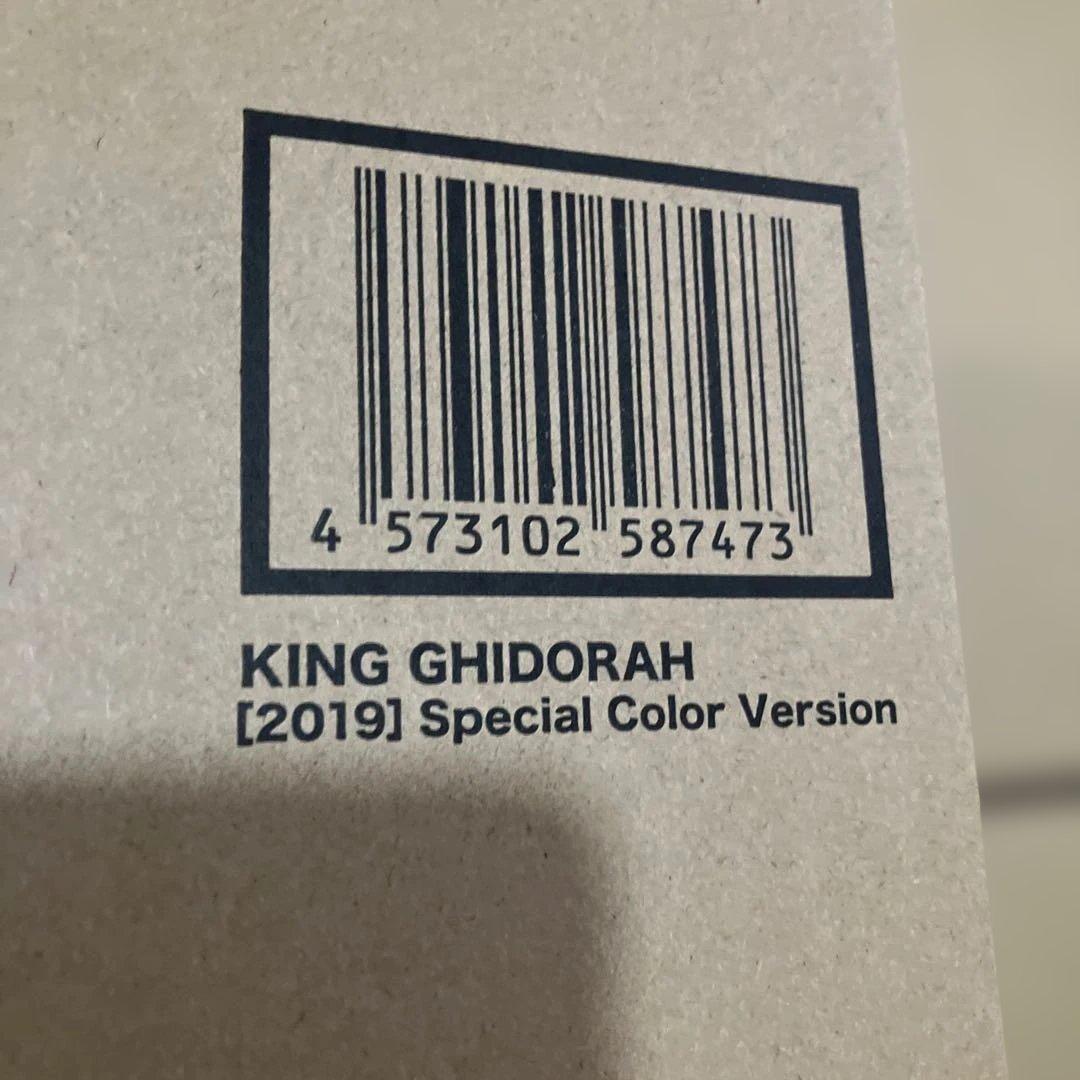 4 573102 587473
KING GHIDORAH
[2019] Special Color Version